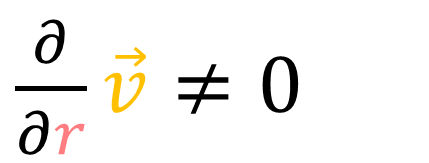 ∂/∂r v⃗ ≠ 0